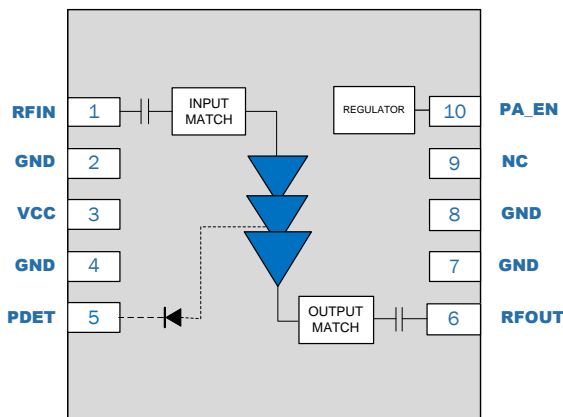 RFIN
1
INPUT
MATCH
REGULATOR
10
PA_EN
GND
2
9
NC
VCC
3
8
GND
GND
4
7
GND
PDET
5
OUTPUT
MATCH
6
RFOUT